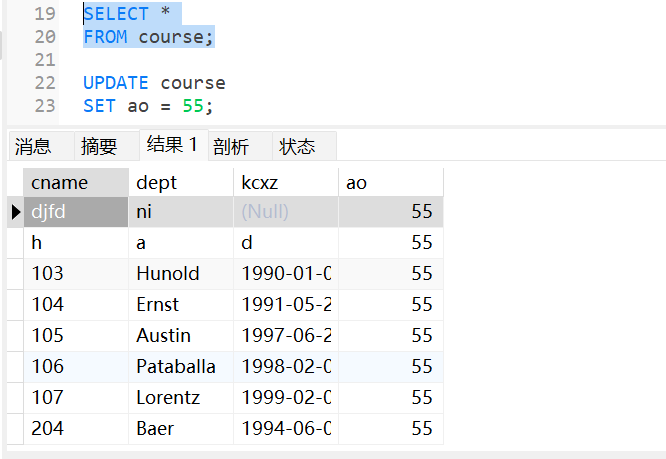 19 SELECT *
20 FROM course;
21
22 UPDATE course
23 SET ao = 55;
消息 摘要 结果 1 剖析 状态
cname dept kcxz ao
djfd ni (Null) 55
h a d 55
103 Hunold 1990-01-0 55
104 Ernst 1991-05-2 55
105 Austin 1997-06-2 55
106 Pataballa 1998-02-0 55
107 Lorentz 1999-02-0 55
204 Baer 1994-06-0 55